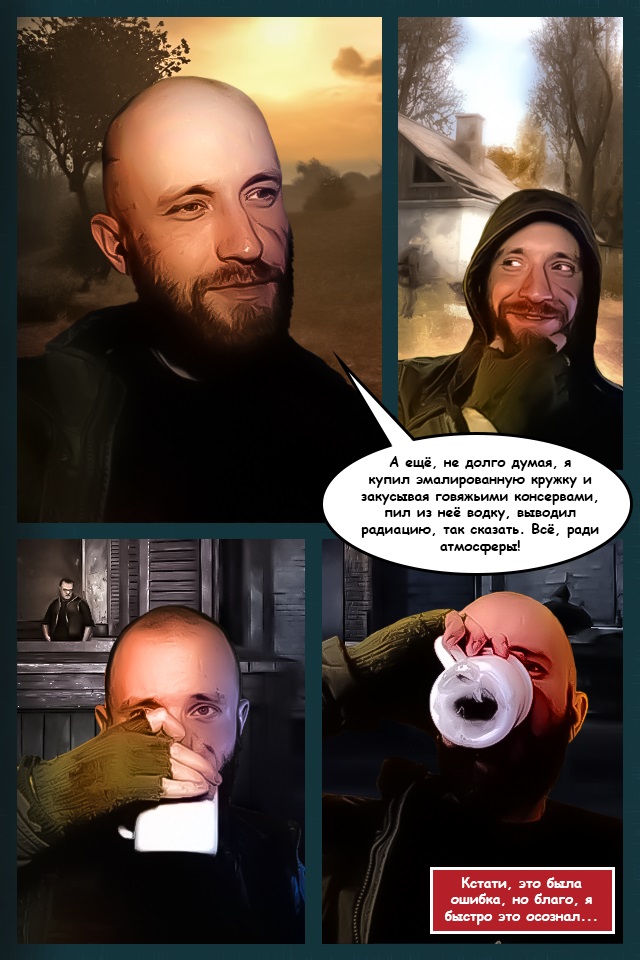 А ещё, не долго думая, я
купил эмалированную кружку и
закусывая говяжьими консервами,
пил из неё водку, выводил
радиацию, так сказать. Всё, ради
атмосферы!
Кстати, это была
ошибка, но благо, я
быстро это осознал...